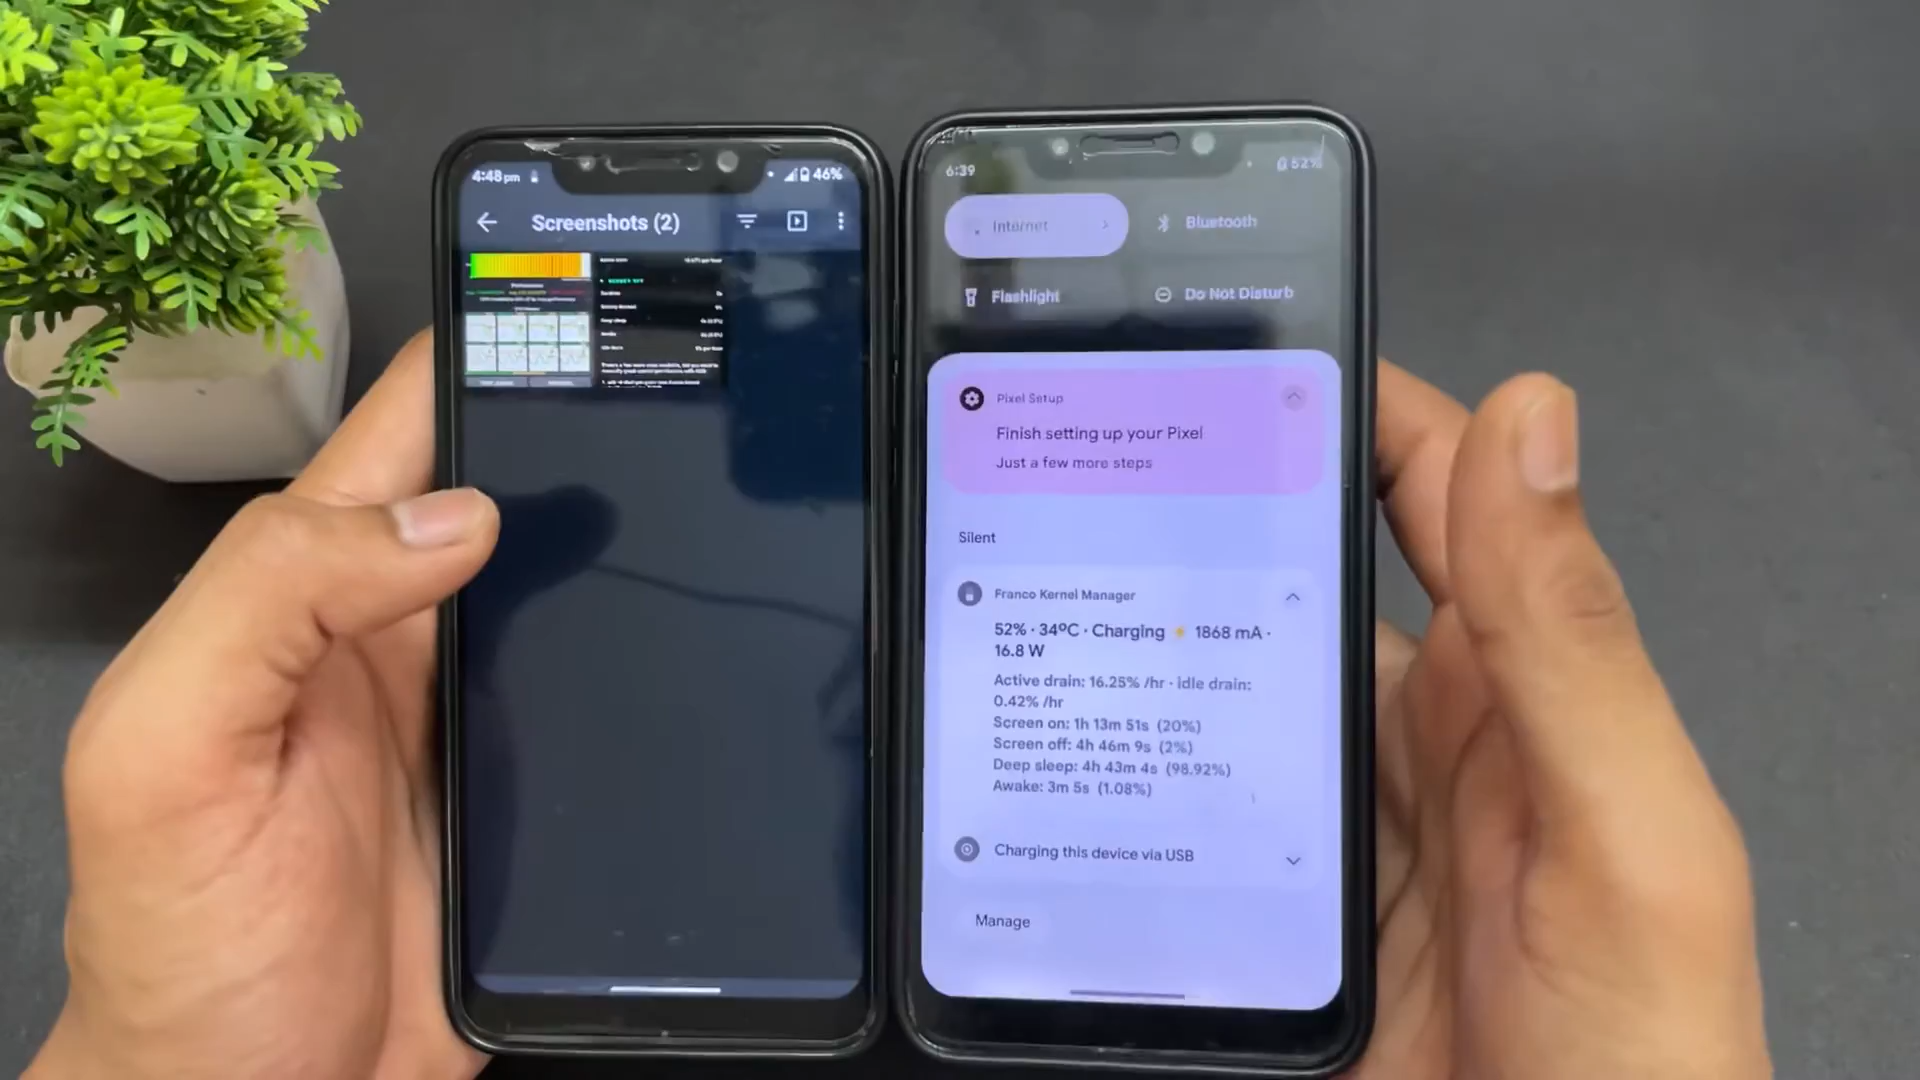 4:48 pm
46%
Screenshots (2)
6:39
52%
Internet
Bluetooth
Flashlight
Do Not Disturb
Pixel Setup
Finish setting up your Pixel
Just a few more steps
Silent
Franco Kernel Manager
52% · 34ºC · Charging ⚡ 1868 mA ·
16.8 W
Active drain: 16.25% /hr · idle drain:
0.42% /hr
Screen on: 1h 13m 51s (20%)
Screen off: 4h 46m 9s (2%)
Deep sleep: 4h 43m 4s (98.92%)
Awake: 3m 5s (1.08%)
Charging this device via USB
Manage